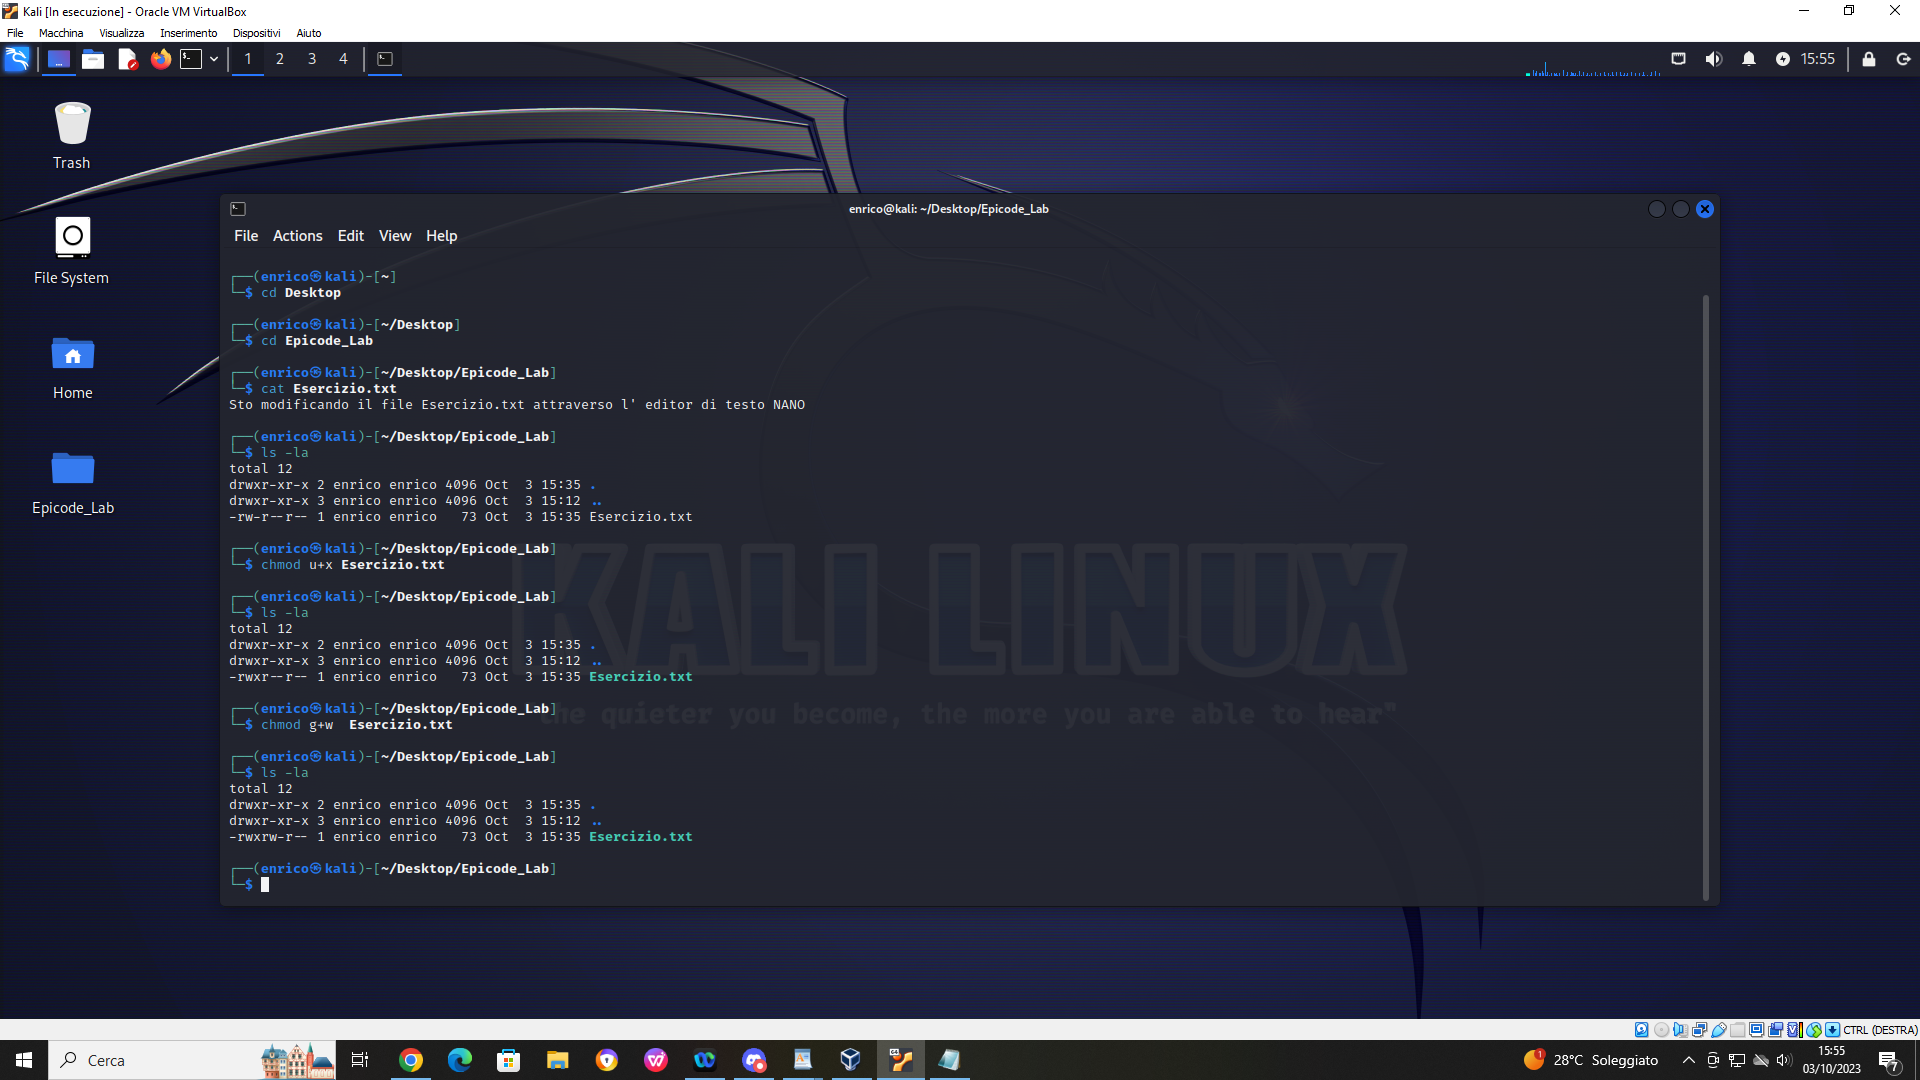 Kali [In esecuzione] - Oracle VM VirtualBox
File Macchina Visualizza Inserimento Dispositivi Aiuto
1 2 3 4 15:55
Trash
File System
Home
Epicode_Lab
enrico@kali: ~/Desktop/Epicode_Lab
File Actions Edit View Help
┌──(enrico㉿kali)-[~]
└─$ cd Desktop
┌──(enrico㉿kali)-[~/Desktop]
└─$ cd Epicode_Lab
┌──(enrico㉿kali)-[~/Desktop/Epicode_Lab]
└─$ cat Esercizio.txt
Sto modificando il file Esercizio.txt attraverso l' editor di testo NANO
┌──(enrico㉿kali)-[~/Desktop/Epicode_Lab]
└─$ ls -la
total 12
drwxr-xr-x 2 enrico enrico 4096 Oct  3 15:35 .
drwxr-xr-x 3 enrico enrico 4096 Oct  3 15:12 ..
-rw-r--r-- 1 enrico enrico   73 Oct  3 15:35 Esercizio.txt
┌──(enrico㉿kali)-[~/Desktop/Epicode_Lab]
└─$ chmod u+x Esercizio.txt
┌──(enrico㉿kali)-[~/Desktop/Epicode_Lab]
└─$ ls -la
total 12
drwxr-xr-x 2 enrico enrico 4096 Oct  3 15:35 .
drwxr-xr-x 3 enrico enrico 4096 Oct  3 15:12 ..
-rwxr--r-- 1 enrico enrico   73 Oct  3 15:35 Esercizio.txt
┌──(enrico㉿kali)-[~/Desktop/Epicode_Lab]
└─$ chmod g+w  Esercizio.txt
┌──(enrico㉿kali)-[~/Desktop/Epicode_Lab]
└─$ ls -la
total 12
drwxr-xr-x 2 enrico enrico 4096 Oct  3 15:35 .
drwxr-xr-x 3 enrico enrico 4096 Oct  3 15:12 ..
-rwxrw-r-- 1 enrico enrico   73 Oct  3 15:35 Esercizio.txt
┌──(enrico㉿kali)-[~/Desktop/Epicode_Lab]
└─$
KALI LINUX
"the quieter you become, the more you are able to hear"
CTRL (DESTRA)
Cerca
28°C Soleggiato
15:55
03/10/2023
7